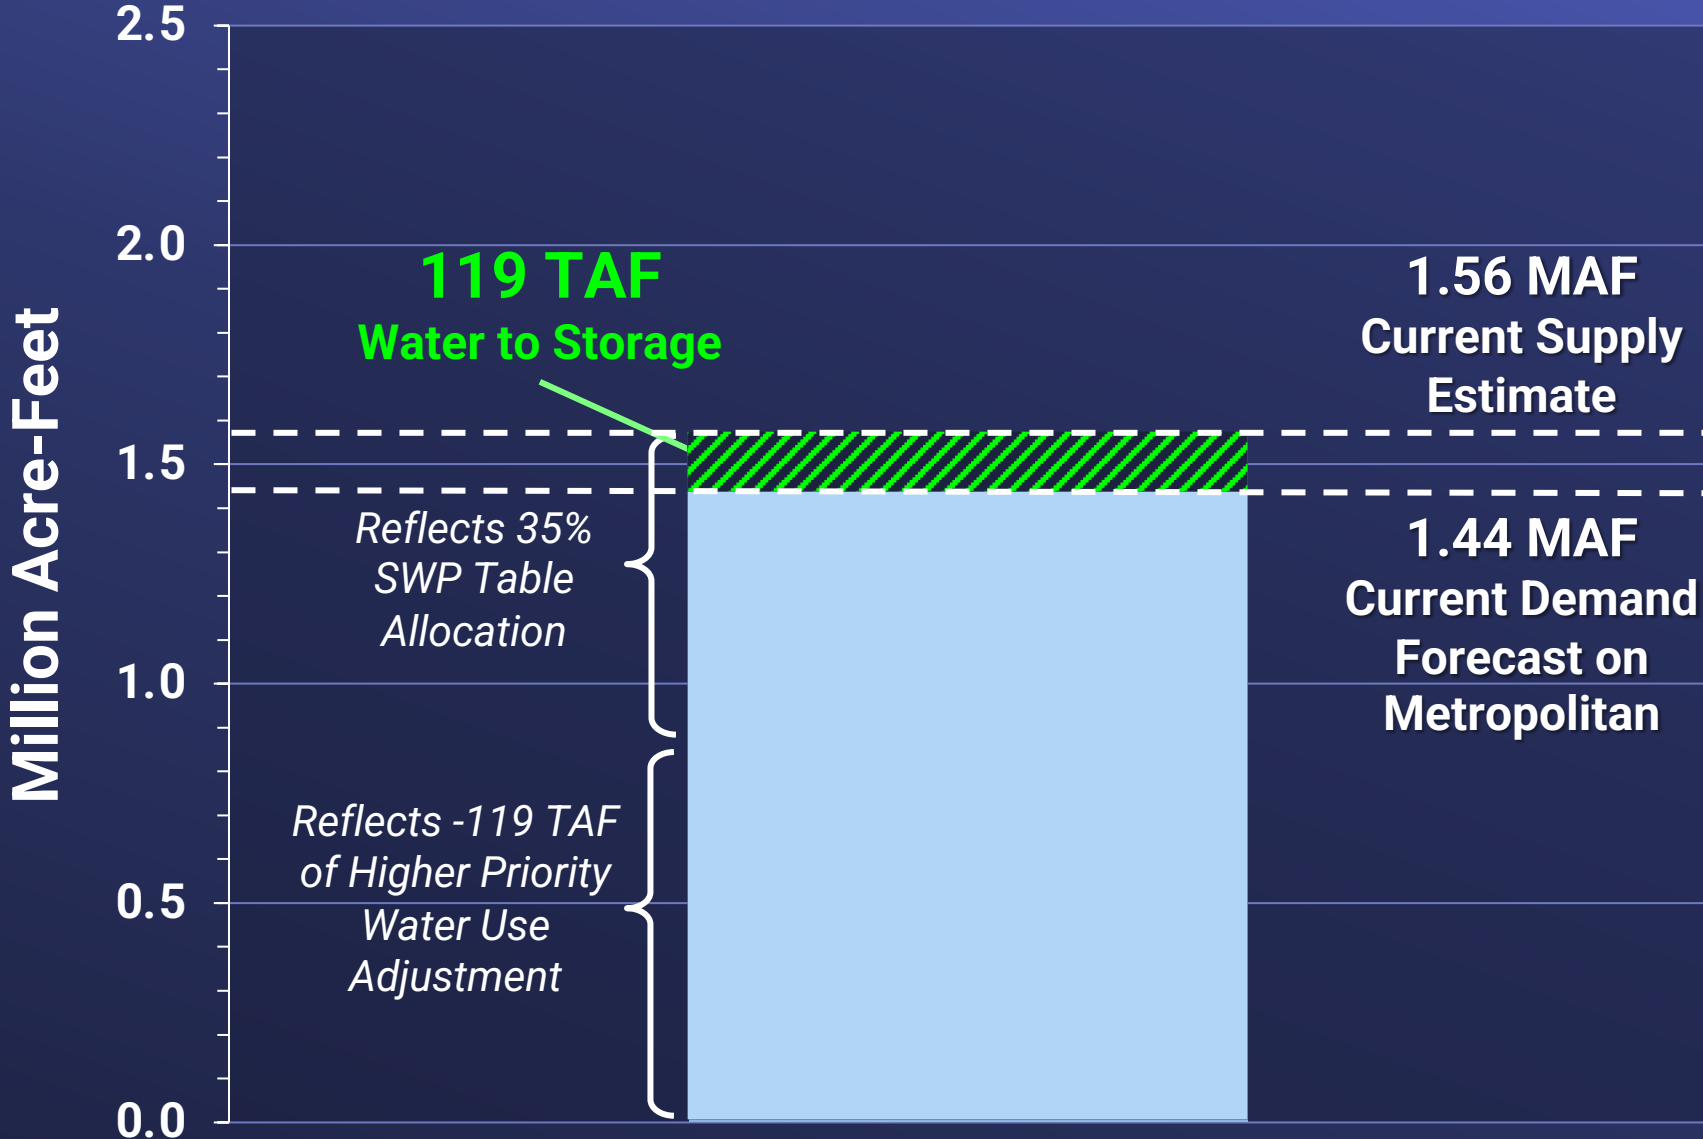 Million Acre-Feet
2.5
2.0
1.5
1.0
0.5
0.0
119 TAF
Water to Storage
Reflects 35%
SWP Table
Allocation
Reflects -119 TAF
of Higher Priority
Water Use
Adjustment
1.56 MAF
Current Supply
Estimate
1.44 MAF
Current Demand
Forecast on
Metropolitan